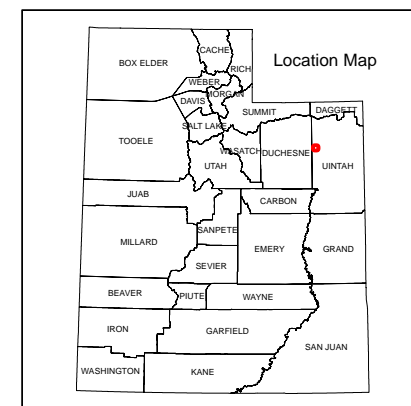 Location Map
CACHE
BOX ELDER
RICH
WEBER
MORGAN
DAVIS
SUMMIT
DAGGETT
SALT LAKE
TOOELE
WASATCH
DUCHESNE
UTAH
UINTAH
JUAB
CARBON
SANPETE
MILLARD
EMERY
GRAND
SEVIER
BEAVER
PIUTE
WAYNE
IRON
GARFIELD
SAN JUAN
WASHINGTON
KANE